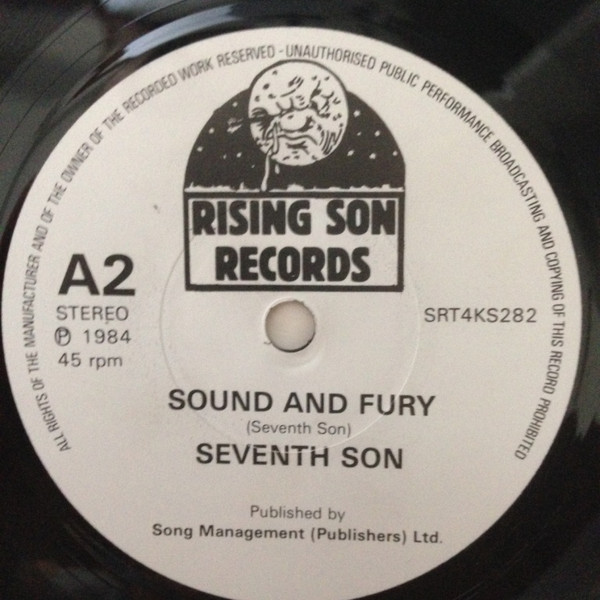 ALL RIGHTS OF THE MANUFACTURER AND OF THE OWNER OF THE RECORDED WORK RESERVED - UNAUTHORISED PUBLIC PERFORMANCE BROADCASTING AND COPYING OF THIS RECORD PROHIBITED
RISING SON
RECORDS
A2
STEREO
℗ 1984
45 rpm
SRT4KS282
SOUND AND FURY
(Seventh Son)
SEVENTH SON
Published by
Song Management (Publishers) Ltd.